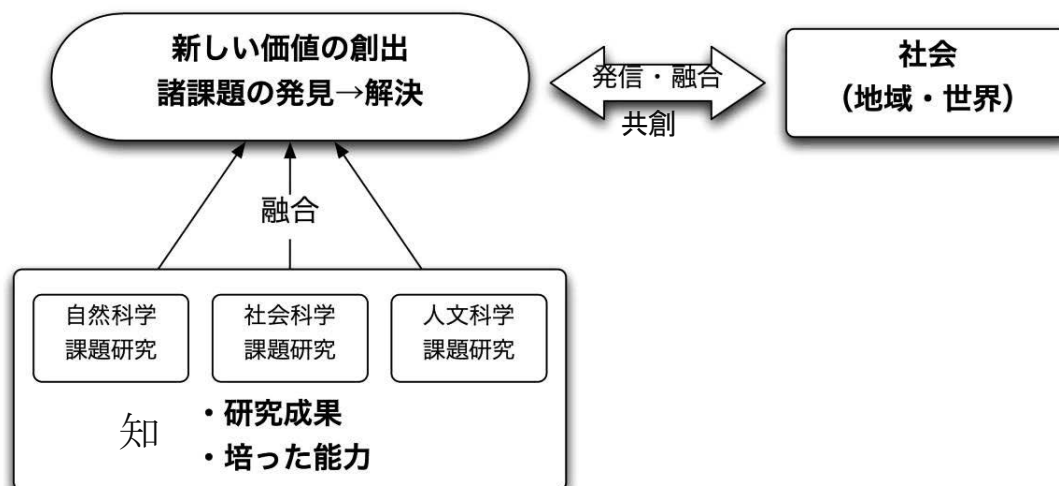 新しい価値の創出
諸課題の発見→解決
発信・融合
共創
社会
（地域・世界）
融合
自然科学
課題研究
社会科学
課題研究
人文科学
課題研究
知
・研究成果
・培った能力